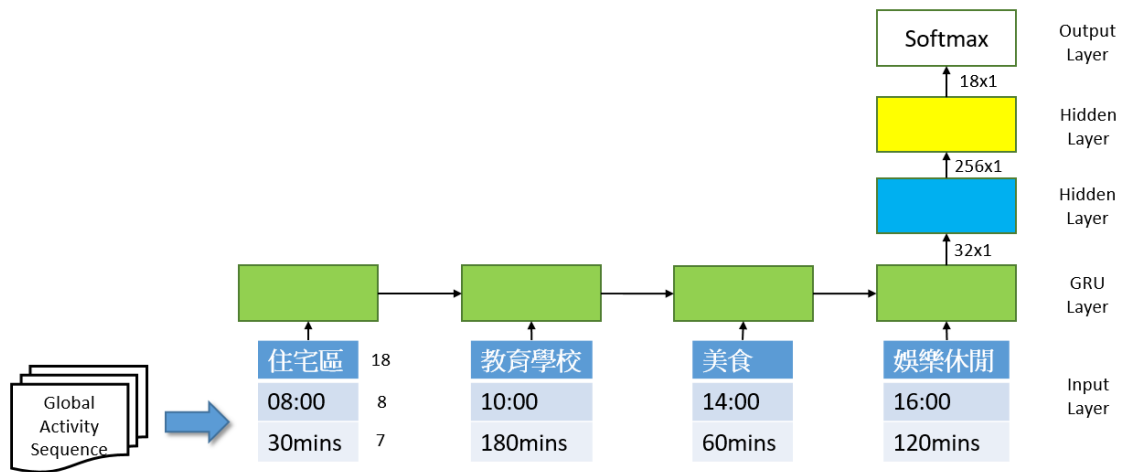 Softmax
Output
Layer
18x1
Hidden
Layer
256x1
Hidden
Layer
32x1
GRU
Layer
住宅區
18
教育學校
美食
娛樂休閒
08:00
8
10:00
14:00
16:00
Input
Layer
30mins
7
180mins
60mins
120mins
Global
Activity
Sequence